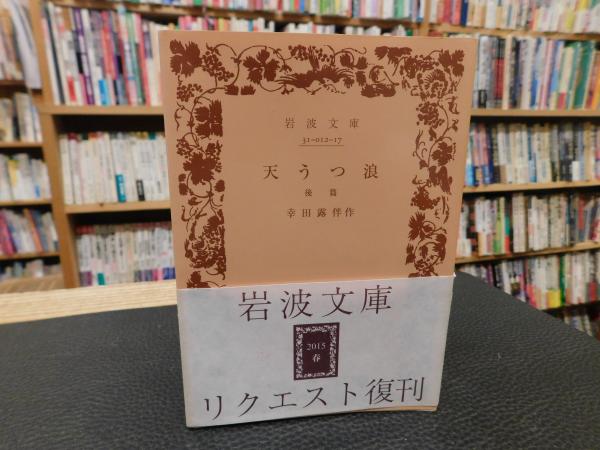 岩波文庫
31-012-17
天うつ浪
後篇
幸田露伴作
岩波文庫
2015
春
リクエスト復刊